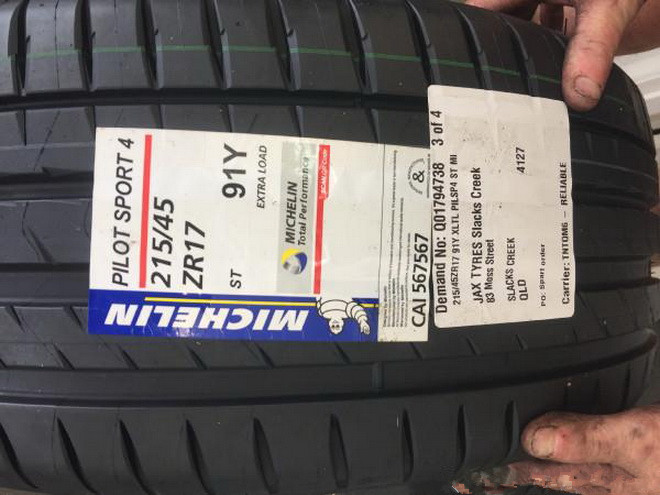 PILOT SPORT 4
215/45
ZR17
91Y
ST
EXTRA LOAD
MICHELIN
Total Performance
MICHELIN
CAI 567567
&
Demand No: Q01794738 3 of 4
215/45ZR17 91Y XLTL PILSP4 ST MI
JAX TYRES Slacks Creek
83 Moss Street
SLACKS CREEK
QLD 4127
PO: Sport order
Carrier: TNTQM6 - RELIABLE